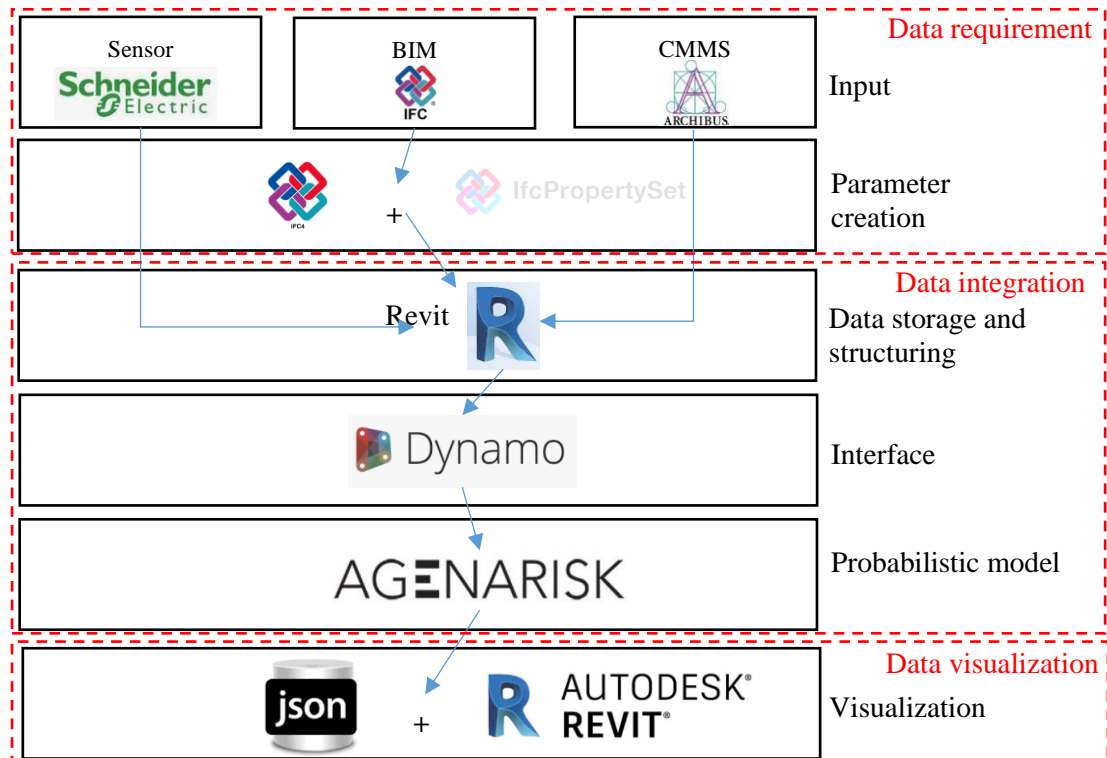 Data requirement
Sensor
BIM
CMMS
Schneider
Electric
IFC
ARCHIBUS.
Input
IFC4
+
IfcPropertySet
Parameter
creation
Data integration
Revit
R
Data storage and
structuring
Dynamo
Interface
AGENARISK
Probabilistic model
Data visualization
json
+
R
AUTODESK®
REVIT®
Visualization